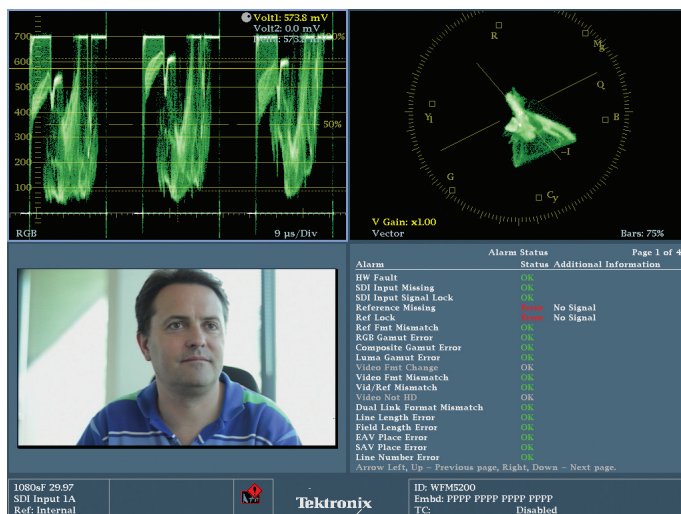 Volt1: 573.8 mV
Volt2: 0.0 mV
700
600
400
300
200
100
50%
RGB
9 µs/Div
R
Mg
Q
B
-I
Cy
G
V Gain: x1.00
Vector
Bars: 75%
Alarm Status Page 1 of 4
Alarm Status Additional Information
HW Fault OK
SDI Input Missing OK
SDI Input Signal Lock OK
Reference Missing Error No Signal
Ref Lock Error No Signal
Ref Fmt Mismatch OK
RGB Gamut Error OK
Composite Gamut Error OK
Luma Gamut Error OK
Video Fmt Change OK
Video Fmt Mismatch OK
Vid/Ref Mismatch OK
Video Not HD OK
Dual Link Format Mismatch OK
Line Length Error OK
Field Length Error OK
EAV Place Error OK
SAV Place Error OK
Line Number Error OK
Arrow Left, Up - Previous page, Right, Down - Next page.
1080sF 29.97
SDI Input 1A
Ref: Internal
Tektronix
ID: WFM5200
Embd: PPPP PPPP PPPP PPPP
TC: Disabled